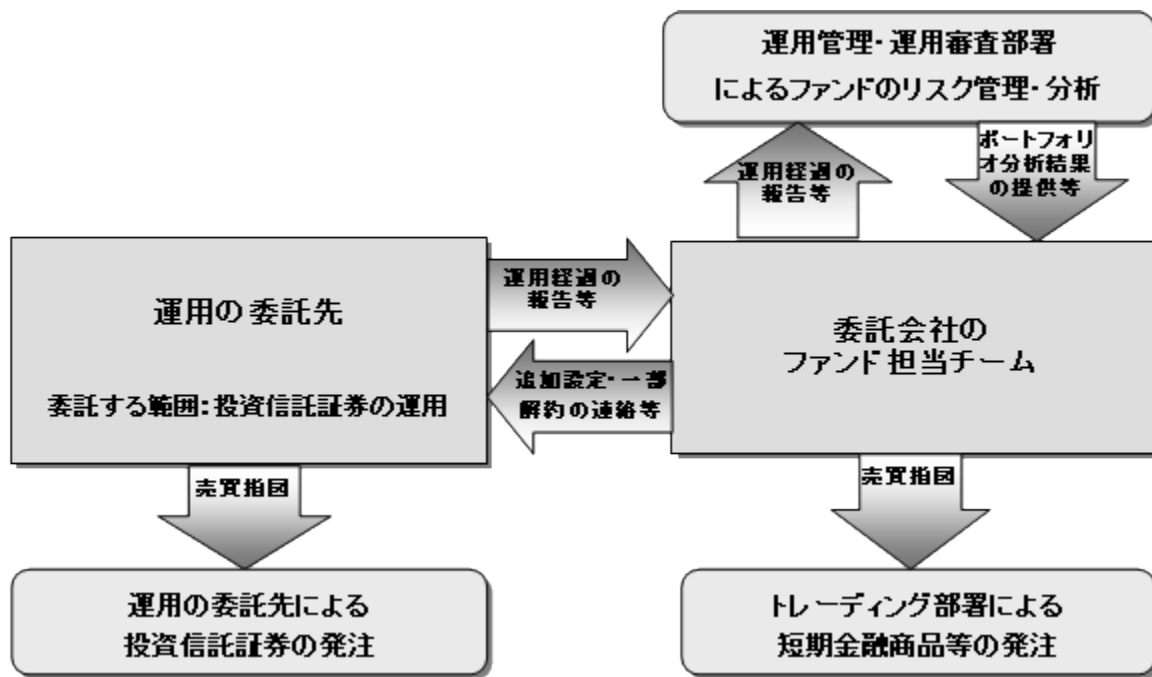 運用管理・運用審査部署
によるファンドのリスク管理・分析
運用経過の
報告等
ポートフォリ
オ分析結果
の提供等
運用の委託先
委託する範囲：投資信託証券の運用
運用経過の
報告等
追加設定・一部
解約の連絡等
委託会社の
ファンド担当チーム
売買指図
売買指図
運用の委託先による
投資信託証券の発注
トレーディング部署による
短期金融商品等の発注